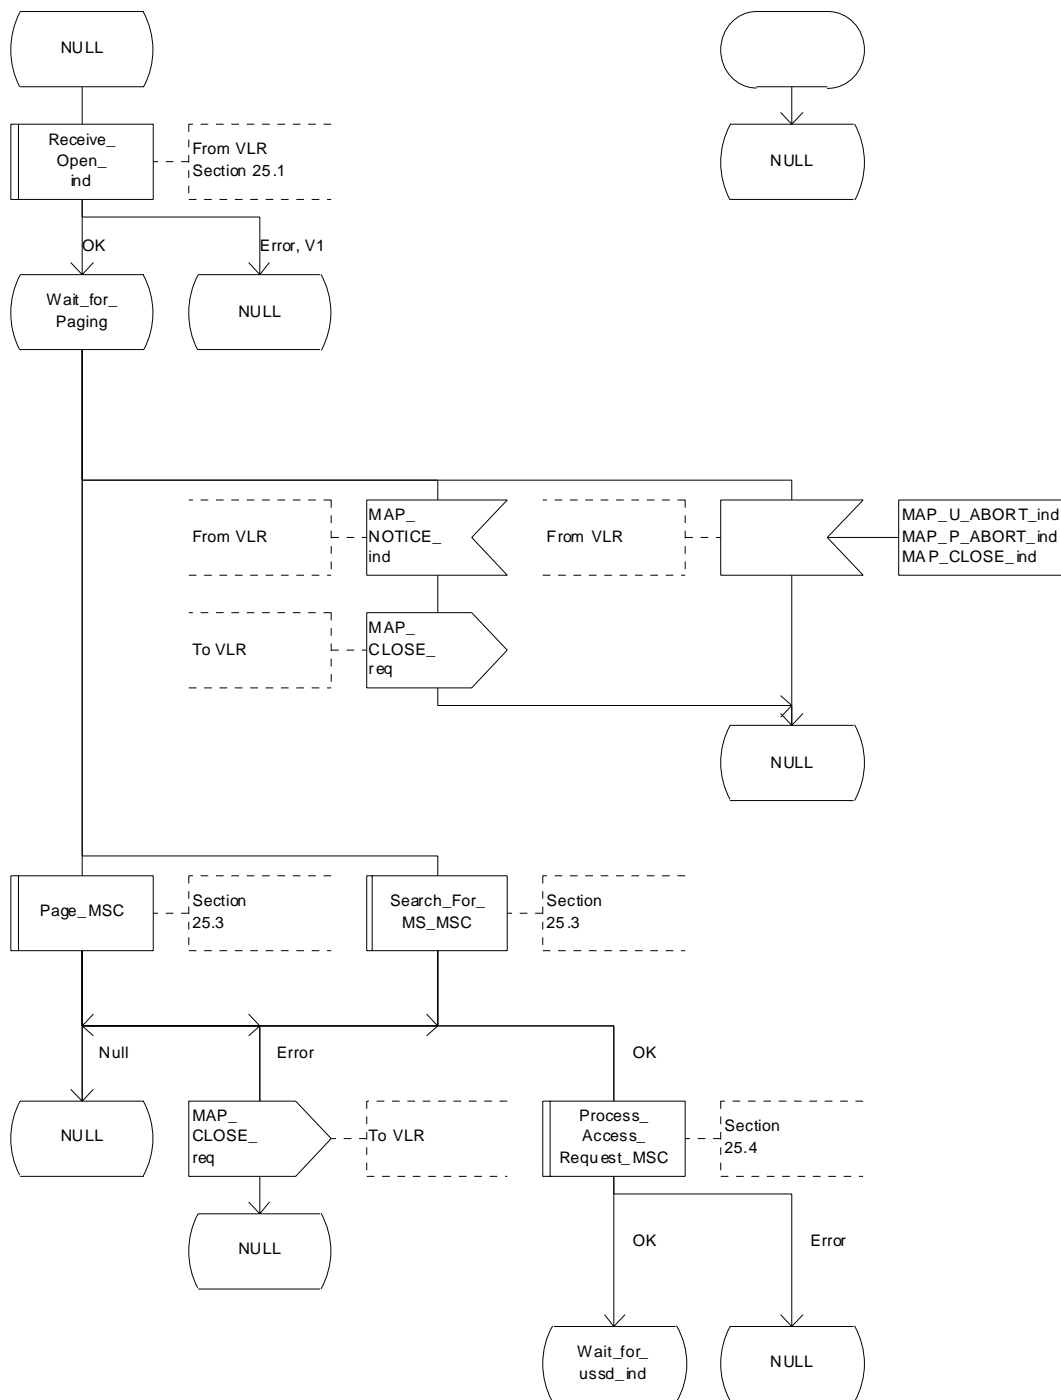 NULL
Receive_
Open_
ind
From VLR
Section 25.1
NULL
OK
Error, V1
Wait_for_
Paging
NULL
From VLR
MAP_
NOTICE_
ind
From VLR
MAP_U_ABORT_ind
MAP_P_ABORT_ind
MAP_CLOSE_ind
To VLR
MAP_
CLOSE_
req
NULL
Page_MSC
Section
25.3
Search_For_
MS_MSC
Section
25.3
Null
Error
OK
NULL
MAP_
CLOSE_
req
To VLR
Process_
Access_
Request_MSC
Section
25.4
NULL
OK
Error
Wait_for_
ussd_ind
NULL